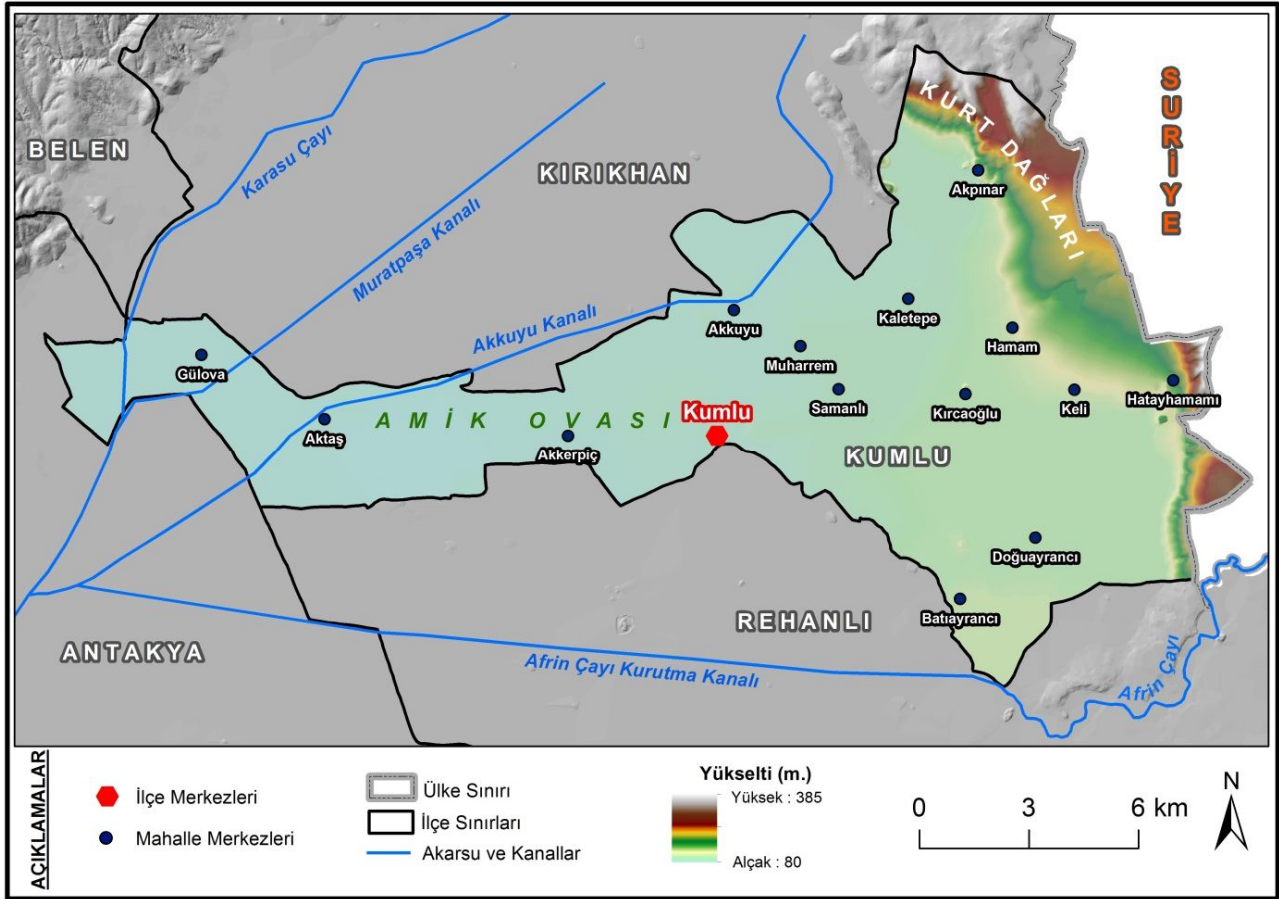 BELEN
Karasu Çayı
Muratpaşa Kanalı
KIRIKHAN
KURT DAĞLARI
SURİYE
Akpınar
Akkuyu Kanalı
Akkuyu
Kaletepe
Hamam
Muharrem
Gülova
Samanlı
Kırcaoğlu
Keli
Hatayhamamı
Aktaş
AMİK OVASI
Kumlu
Akkerpiç
KUMLU
Doğuayrancı
Batıayrancı
REHANLI
ANTAKYA
Afrin Çayı Kurutma Kanalı
Afrin Çayı
AÇIKLAMALAR
İlçe Merkezleri
Mahalle Merkezleri
Ülke Sınırı
İlçe Sınırları
Akarsu ve Kanallar
Yükselti (m.)
Yüksek : 385
Alçak : 80
0 3 6 km
N